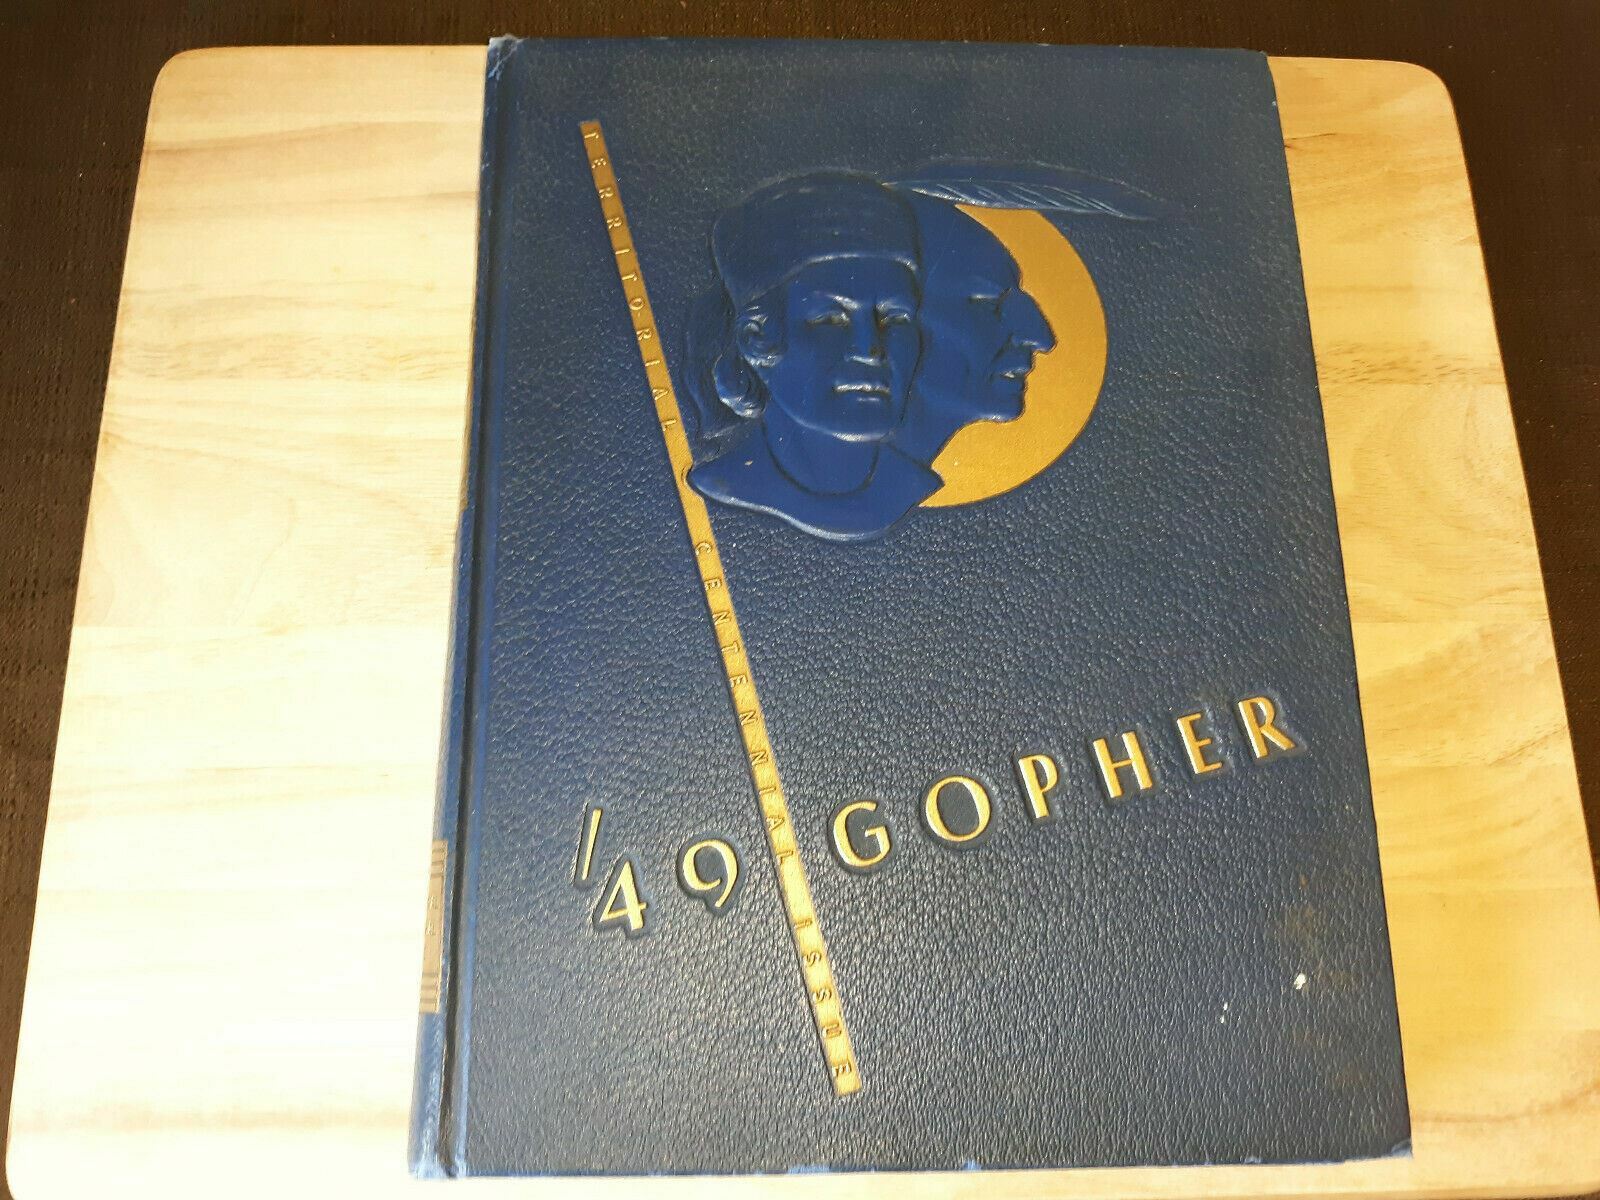 TERRITORIAL CENTENNIAL ISSUE
'49 GOPHER